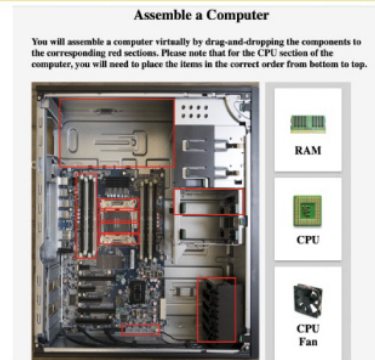 Assemble a Computer
You will assemble a computer virtually by drag-and-dropping the components to
the corresponding red sections. Please note that for the CPU section of the
computer, you will need to place the items in the correct order from bottom to top.
RAM
CPU
CPU
Fan